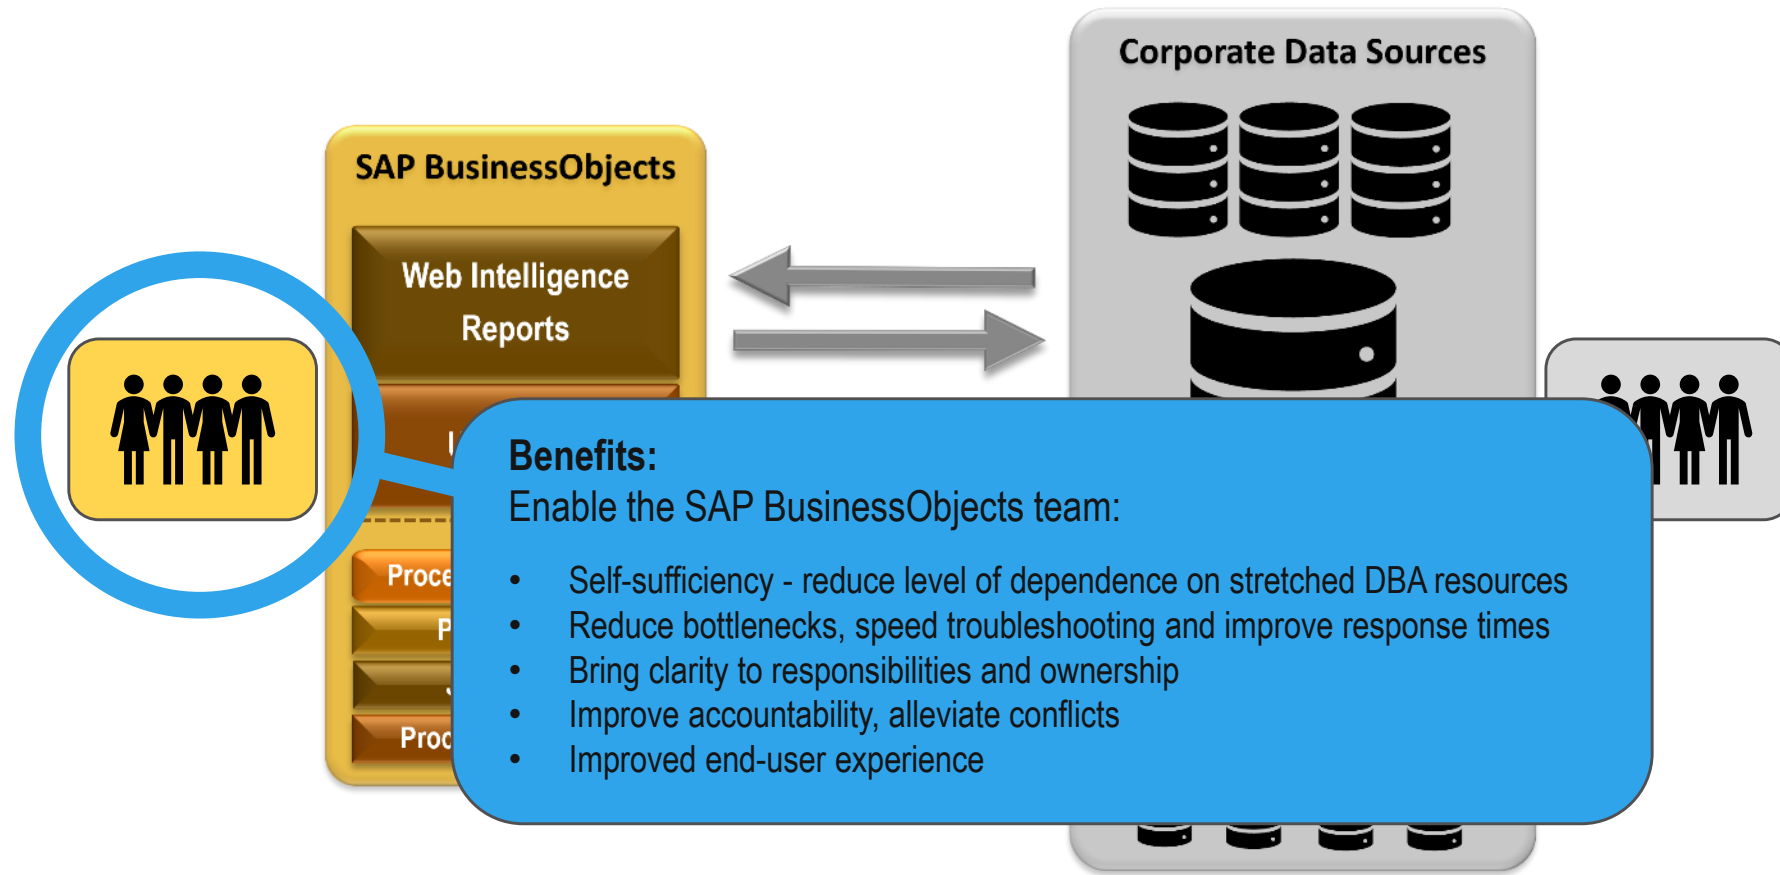 Corporate Data Sources
SAP BusinessObjects
Web Intelligence
Reports
Benefits:
Enable the SAP BusinessObjects team:
• Self-sufficiency - reduce level of dependence on stretched DBA resources
• Reduce bottlenecks, speed troubleshooting and improve response times
• Bring clarity to responsibilities and ownership
• Improve accountability, alleviate conflicts
• Improved end-user experience